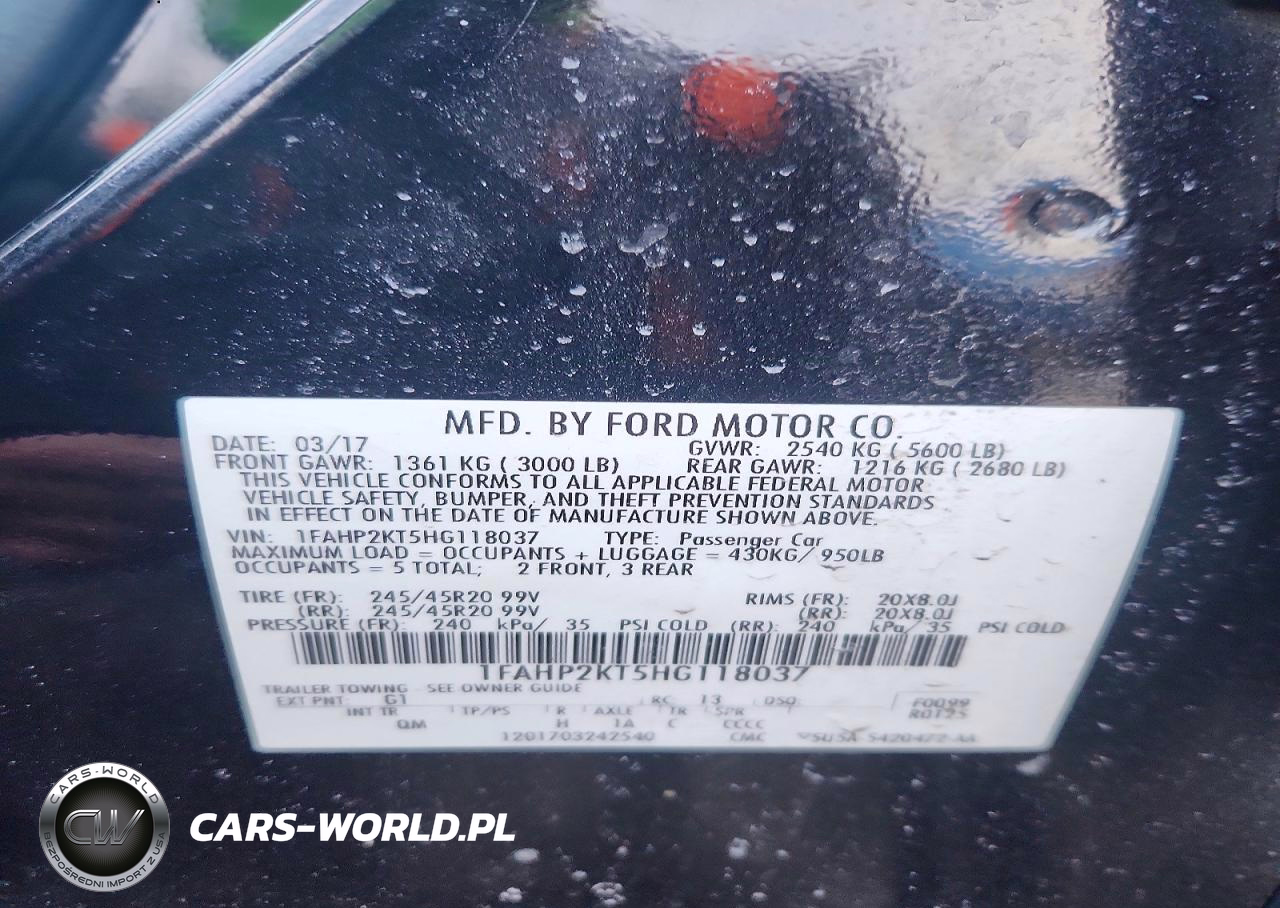 MFD. BY FORD MOTOR CO.
DATE: 03/17 GVWR: 2540 KG ( 5600 LB)
FRONT GAWR: 1361 KG ( 3000 LB) REAR GAWR: 1216 KG ( 2680 LB)
THIS VEHICLE CONFORMS TO ALL APPLICABLE FEDERAL MOTOR
VEHICLE SAFETY, BUMPER, AND THEFT PREVENTION STANDARDS
IN EFFECT ON THE DATE OF MANUFACTURE SHOWN ABOVE.
VIN: 1FAHP2KT5HG118037 TYPE: Passenger Car
MAXIMUM LOAD = OCCUPANTS + LUGGAGE = 430KG/ 950LB
OCCUPANTS = 5 TOTAL; 2 FRONT, 3 REAR
TIRE (FR): 245/45R20 99V RIMS (FR): 20X8.0J
(RR): 245/45R20 99V (RR): 20X8.0J
PRESSURE (FR): 240 kPa/ 35 PSI COLD (RR): 240 kPa/ 35 PSI COLD
1FAHP2KT5HG118037
TRAILER TOWING - SEE OWNER GUIDE
EXT PNT: G1 RC: 13 DSO: F0099
INT TR TP/PS R AXLE TR SPR R0125
QM H 1A C CCCC
1201703242540 CMC
CARS-WORLD
CW
BEZPOŚREDNI IMPORT Z USA
CARS-WORLD.PL